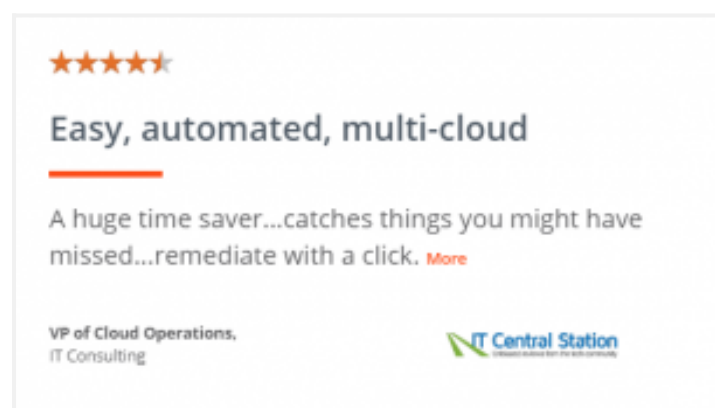 Easy, automated, multi-cloud
A huge time saver...catches things you might have
missed...remediate with a click. More
VP of Cloud Operations,
IT Consulting
IT Central Station